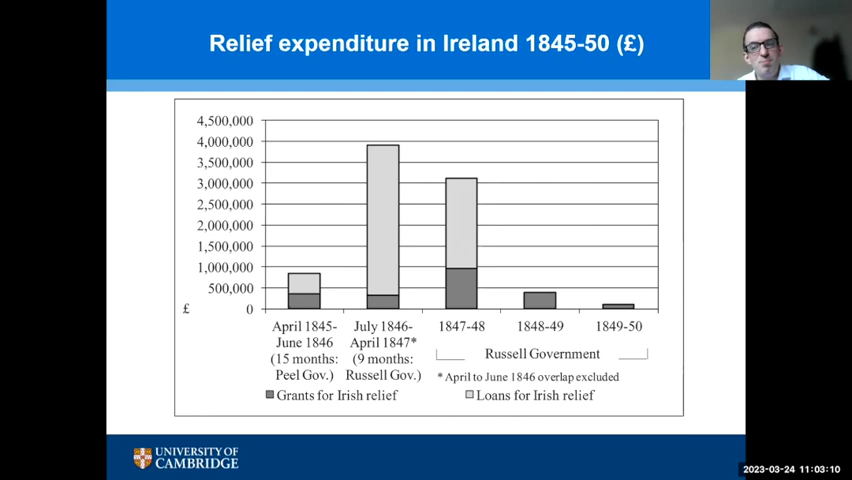 Relief expenditure in Ireland 1845-50 (£)
4,500,000
4,000,000
3,500,000
3,000,000
2,500,000
2,000,000
1,500,000
1,000,000
500,000
£ 0
April 1845-
June 1846
(15 months:
Peel Gov.)
July 1846-
April 1847*
(9 months:
Russell Gov.)
1847-48
1848-49
1849-50
Russell Government
* April to June 1846 overlap excluded
Grants for Irish relief
Loans for Irish relief
UNIVERSITY OF
CAMBRIDGE
2023-03-24 11:03:10